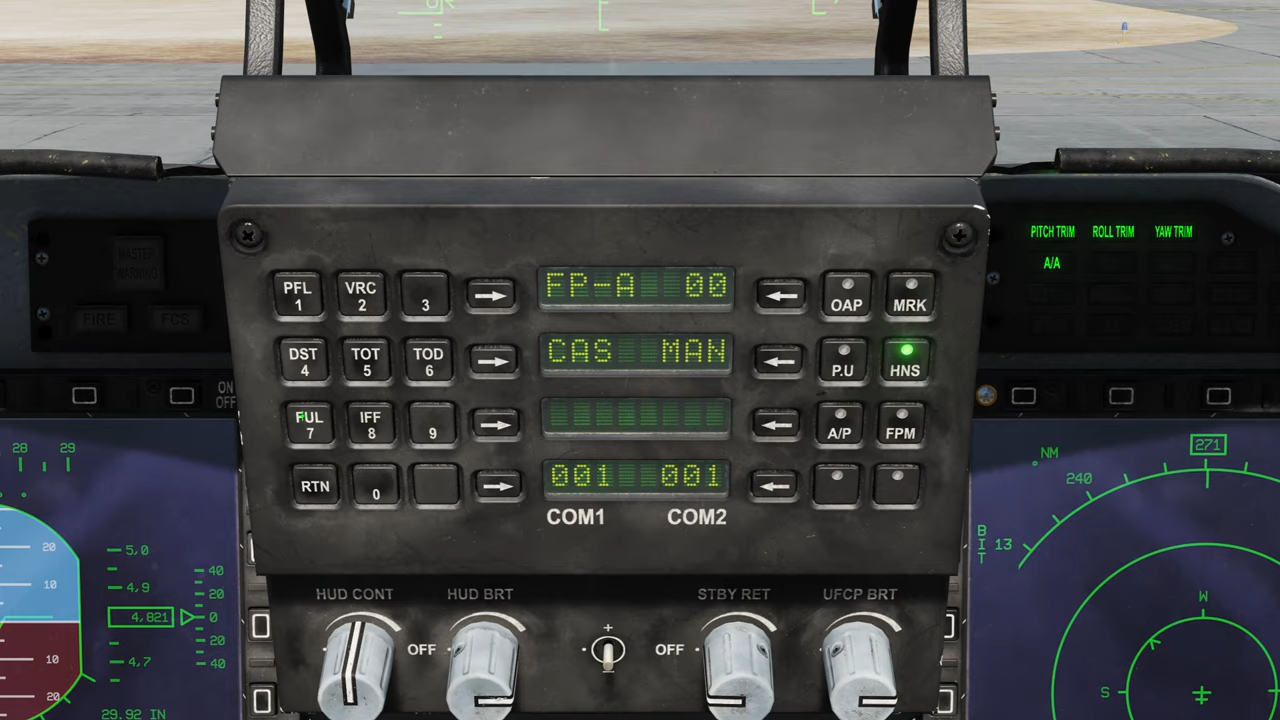 MASTER
WARNING
FIRE
FCS
PITCH TRIM ROLL TRIM YAW TRIM
A/A
PFL
1
VRC
2
3
FP-A 00
OAP
MRK
DST
4
TOT
5
TOD
6
CAS MAN
P.U
HNS
ON
OFF
FUL
7
IFF
8
9
A/P
FPM
RTN
0
001 001
COM1 COM2
28 29
20
10
10
20
5,0
4,9
4,821
4,7
29.92 IN
40
20
0
20
40
NM
271
240
BIT 13
W
S
HUD CONT
HUD BRT
STBY RET
UFCP BRT
OFF
+
-
OFF